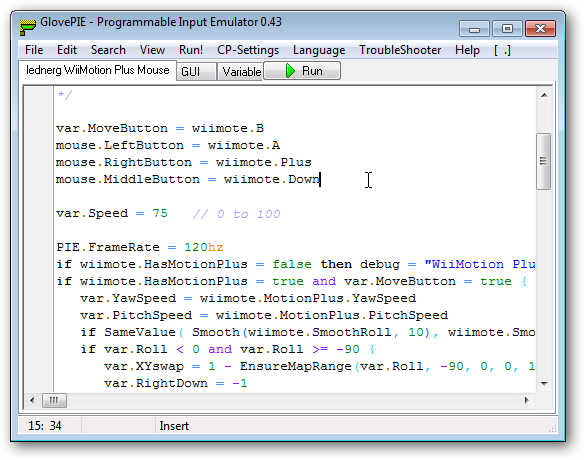 GlovePIE - Programmable Input Emulator 0.43
File Edit Search View Run! CP-Settings Language TroubleShooter Help [ .]
lednerg WiiMotion Plus Mouse GUI Variable Run
*/
var.MoveButton = wiimote.B
mouse.LeftButton = wiimote.A
mouse.RightButton = wiimote.Plus
mouse.MiddleButton = wiimote.Down
var.Speed = 75 // 0 to 100
PIE.FrameRate = 120hz
if wiimote.HasMotionPlus = false then debug = "WiiMotion Plu
if wiimote.HasMotionPlus = true and var.MoveButton = true {
var.YawSpeed = wiimote.MotionPlus.YawSpeed
var.PitchSpeed = wiimote.MotionPlus.PitchSpeed
if SameValue( Smooth(wiimote.SmoothRoll, 10), wiimote.Smo
if var.Roll < 0 and var.Roll >= -90 {
var.XYswap = 1 - EnsureMapRange(var.Roll, -90, 0, 0, 1
var.RightDown = -1
15: 34 Insert